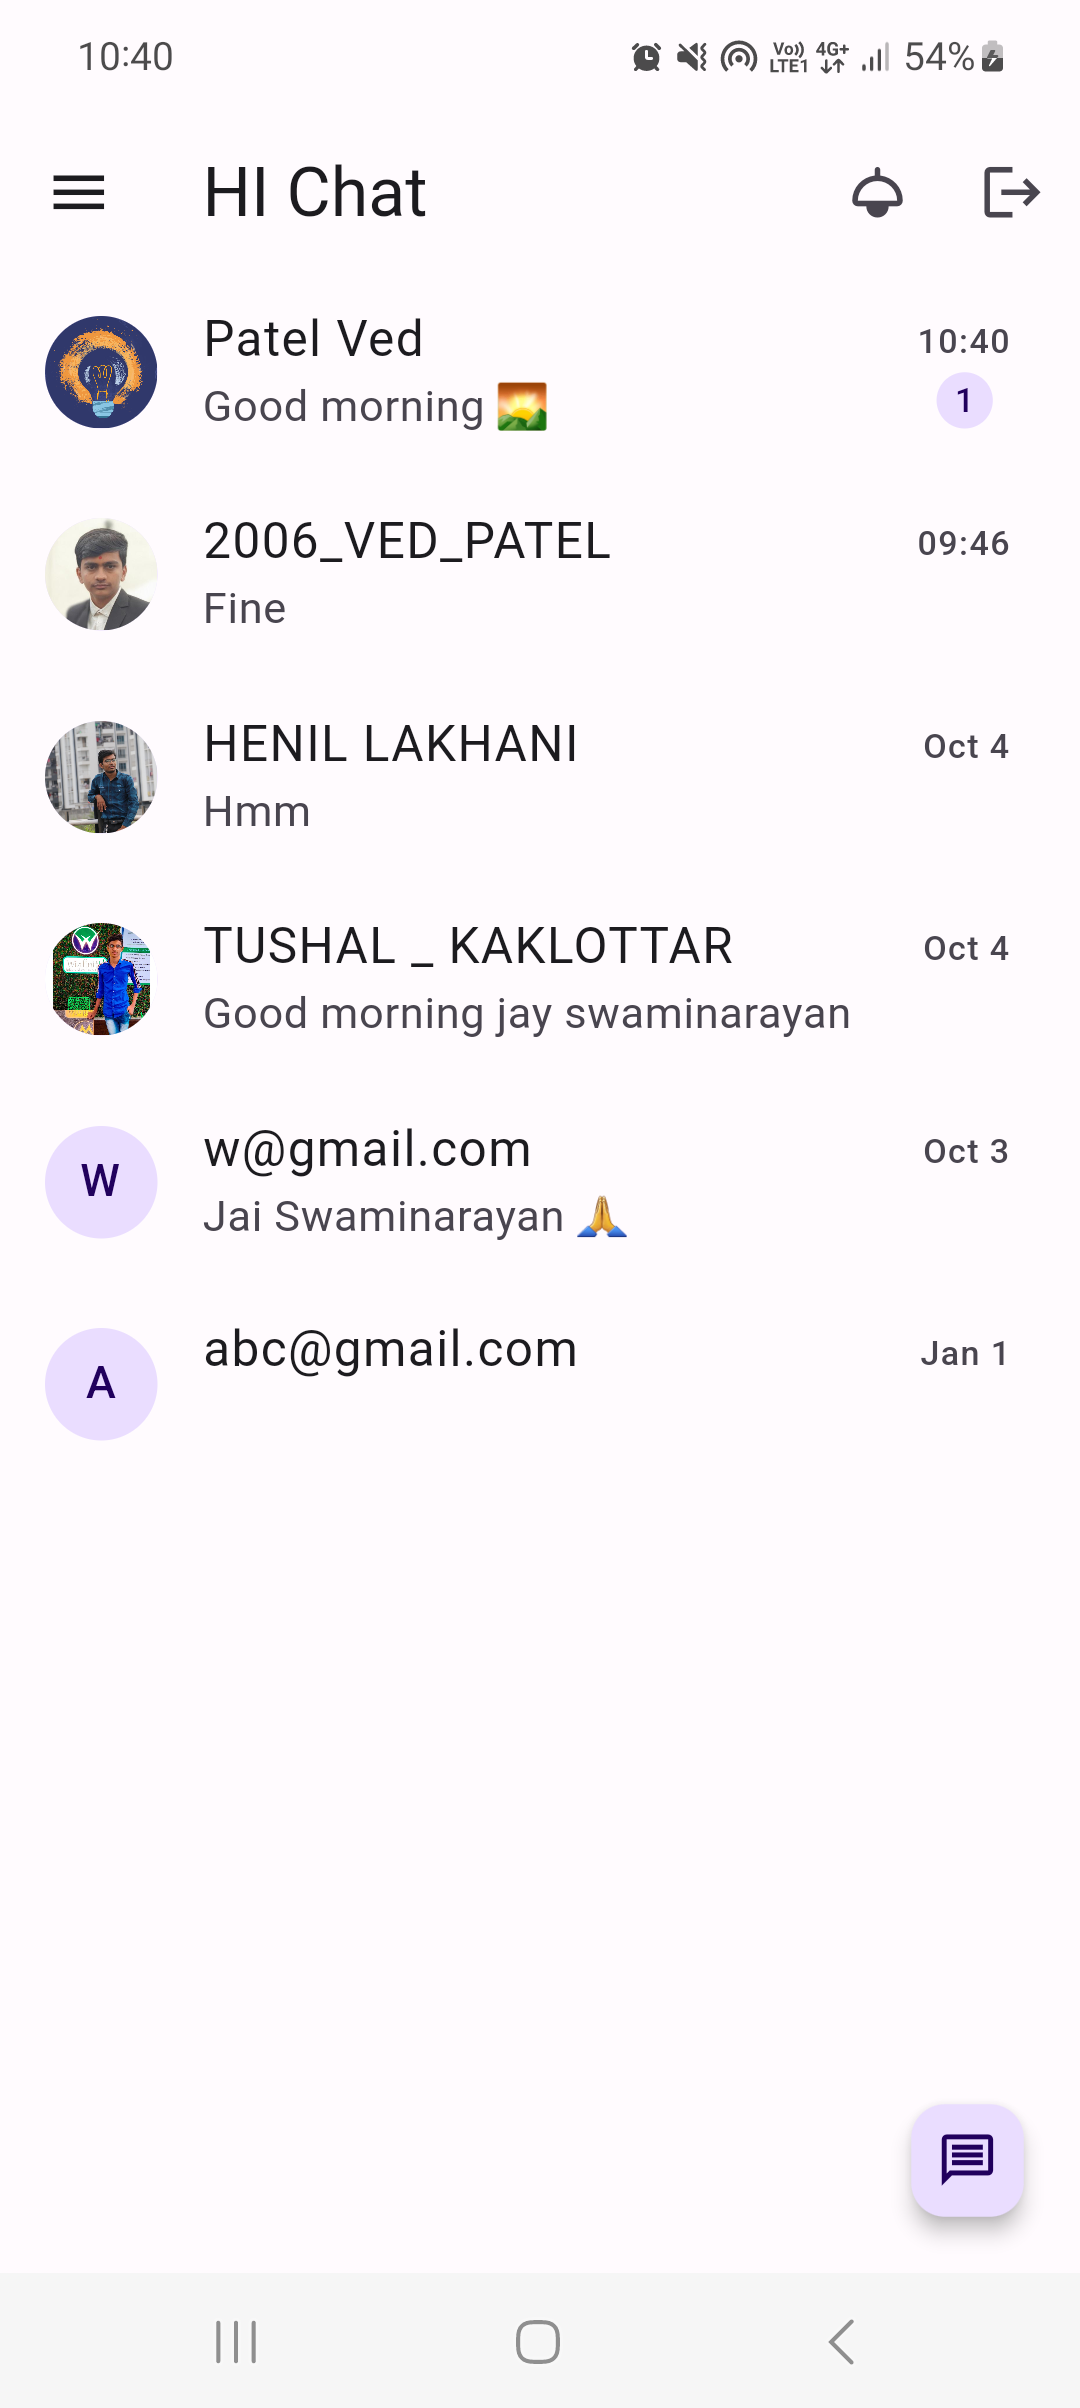 10:40 Vo)) LTE1 4G+ 54%
HI Chat
Patel Ved 10:40
Good morning 🌄 1
2006_VED_PATEL 09:46
Fine
HENIL LAKHANI Oct 4
Hmm
TUSHAL _ KAKLOTTAR Oct 4
Good morning jay swaminarayan
w@gmail.com Oct 3
W
Jai Swaminarayan 🙏
abc@gmail.com Jan 1
A